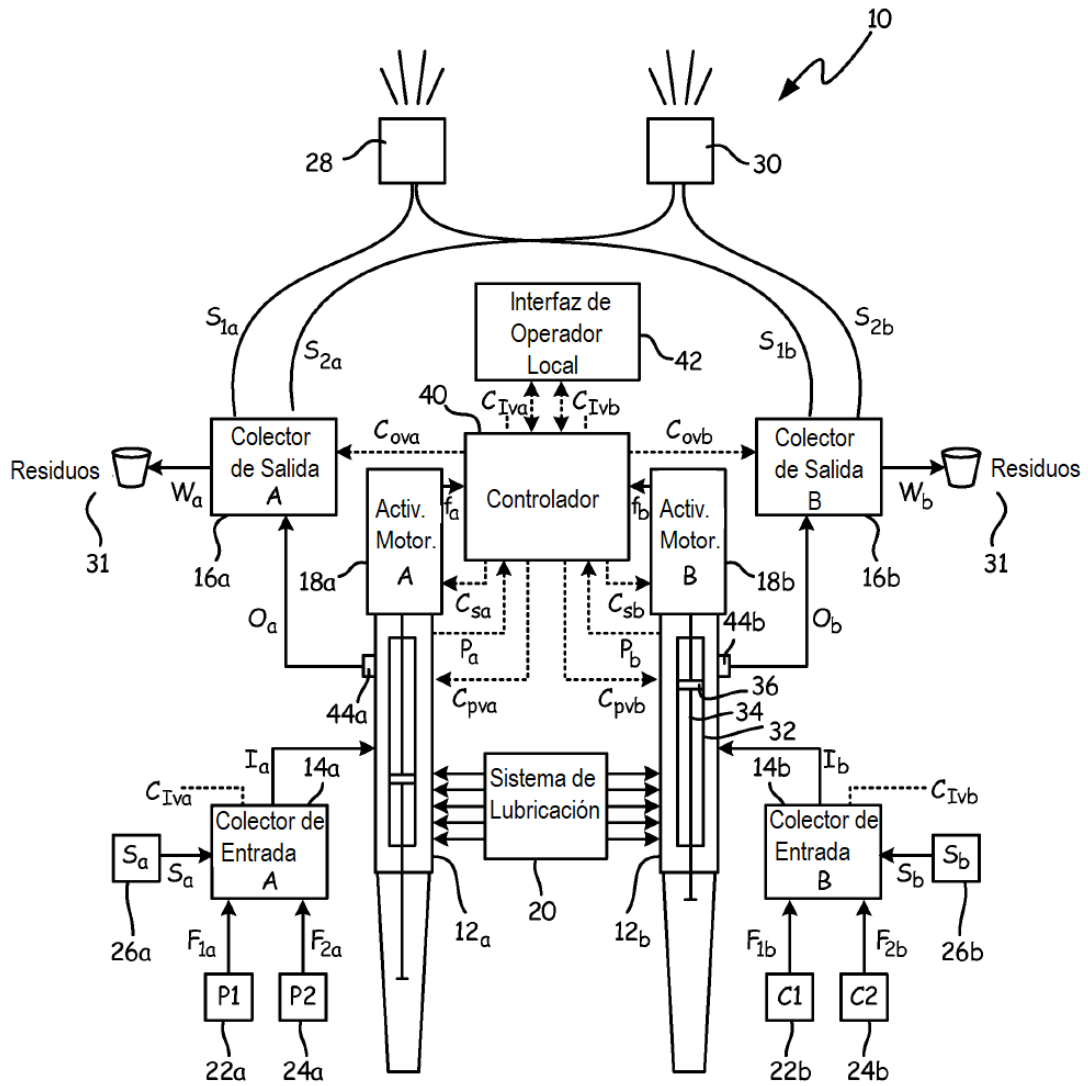 10
28
30
S1a
S2a
S1b
S2b
Interfaz de
Operador
Local
42
40
CIva
CIvb
Colector
de Salida
A
Cova
Covb
Colector
de Salida
B
Residuos
Wa
31
16a
Activ.
Motor.
A
fa
Controlador
fb
Activ.
Motor.
B
Wb
Residuos
31
16b
18a
18b
Csa
Csb
Oa
Ob
44a
44b
Pa
Pb
Cpva
Cpvb
36
34
32
Ia
14a
Ib
14b
CIva
CIvb
Sistema de
Lubricación
20
Colector de
Entrada
A
Colector de
Entrada
B
Sa
Sa
26a
Sb
Sb
26b
12a
12b
F1a
F2a
F1b
F2b
P1
P2
C1
C2
22a
24a
22b
24b